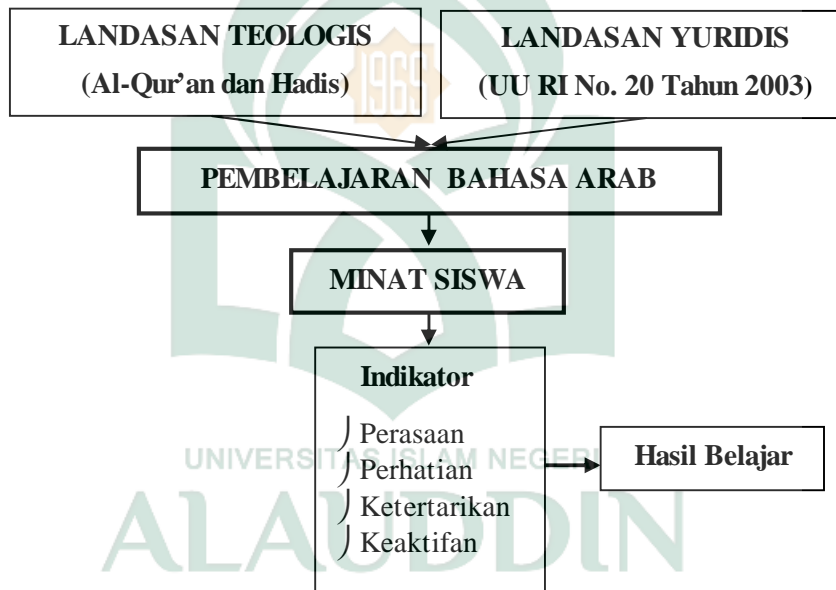 LANDASAN TEOLOGIS
(Al-Qur'an dan Hadis)
LANDASAN YURIDIS
(UU RI No. 20 Tahun 2003)
1965
PEMBELAJARAN BAHASA ARAB
MINAT SISWA
Indikator
Perasaan
Perhatian
Ketertarikan
Keaktifan
Hasil Belajar
UNIVERSITAS ISLAM NEGERI
ALAUDDIN